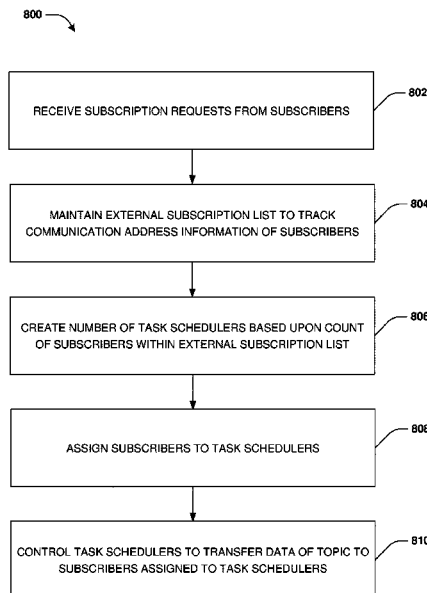 800
RECEIVE SUBSCRIPTION REQUESTS FROM SUBSCRIBERS
802
MAINTAIN EXTERNAL SUBSCRIPTION LIST TO TRACK
COMMUNICATION ADDRESS INFORMATION OF SUBSCRIBERS
804
CREATE NUMBER OF TASK SCHEDULERS BASED UPON COUNT
OF SUBSCRIBERS WITHIN EXTERNAL SUBSCRIPTION LIST
806
ASSIGN SUBSCRIBERS TO TASK SCHEDULERS
808
CONTROL TASK SCHEDULERS TO TRANSFER DATA OF TOPIC TO
SUBSCRIBERS ASSIGNED TO TASK SCHEDULERS
810